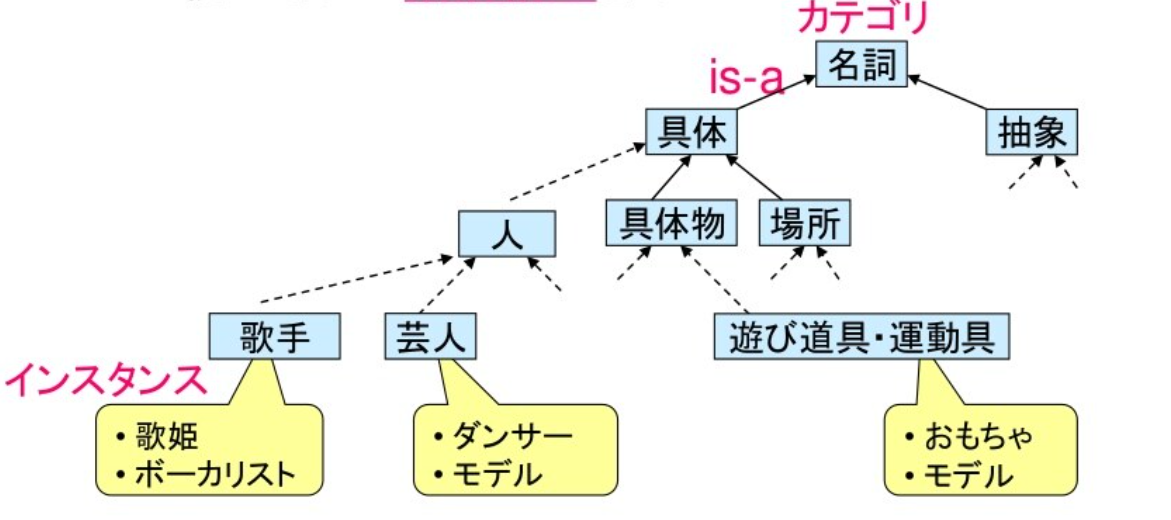 カテゴリ
名詞
is-a
具体
抽象
人
具体物
場所
歌手
芸人
遊び道具・運動具
インスタンス
・歌姫
・ボーカリスト
・ダンサー
・モデル
・おもちゃ
・モデル